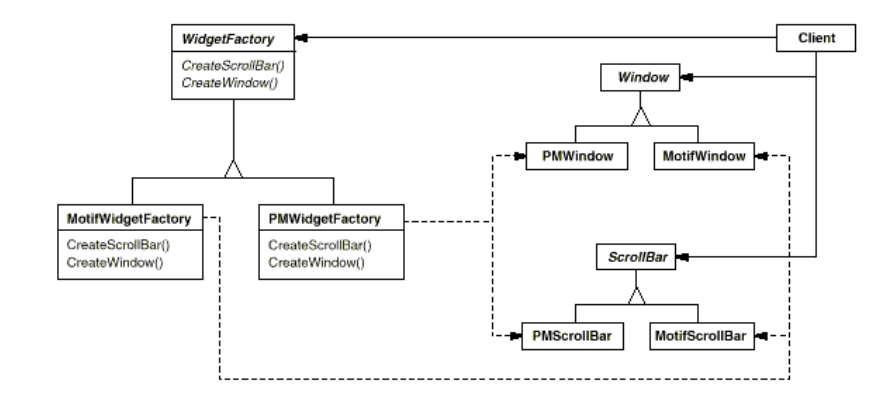 WidgetFactory
CreateScrollBar()
CreateWindow()
Client
Window
PMWindow
MotifWindow
MotifWidgetFactory
CreateScrollBar()
CreateWindow()
PMWidgetFactory
CreateScrollBar()
CreateWindow()
ScrollBar
PMScrollBar
MotifScrollBar